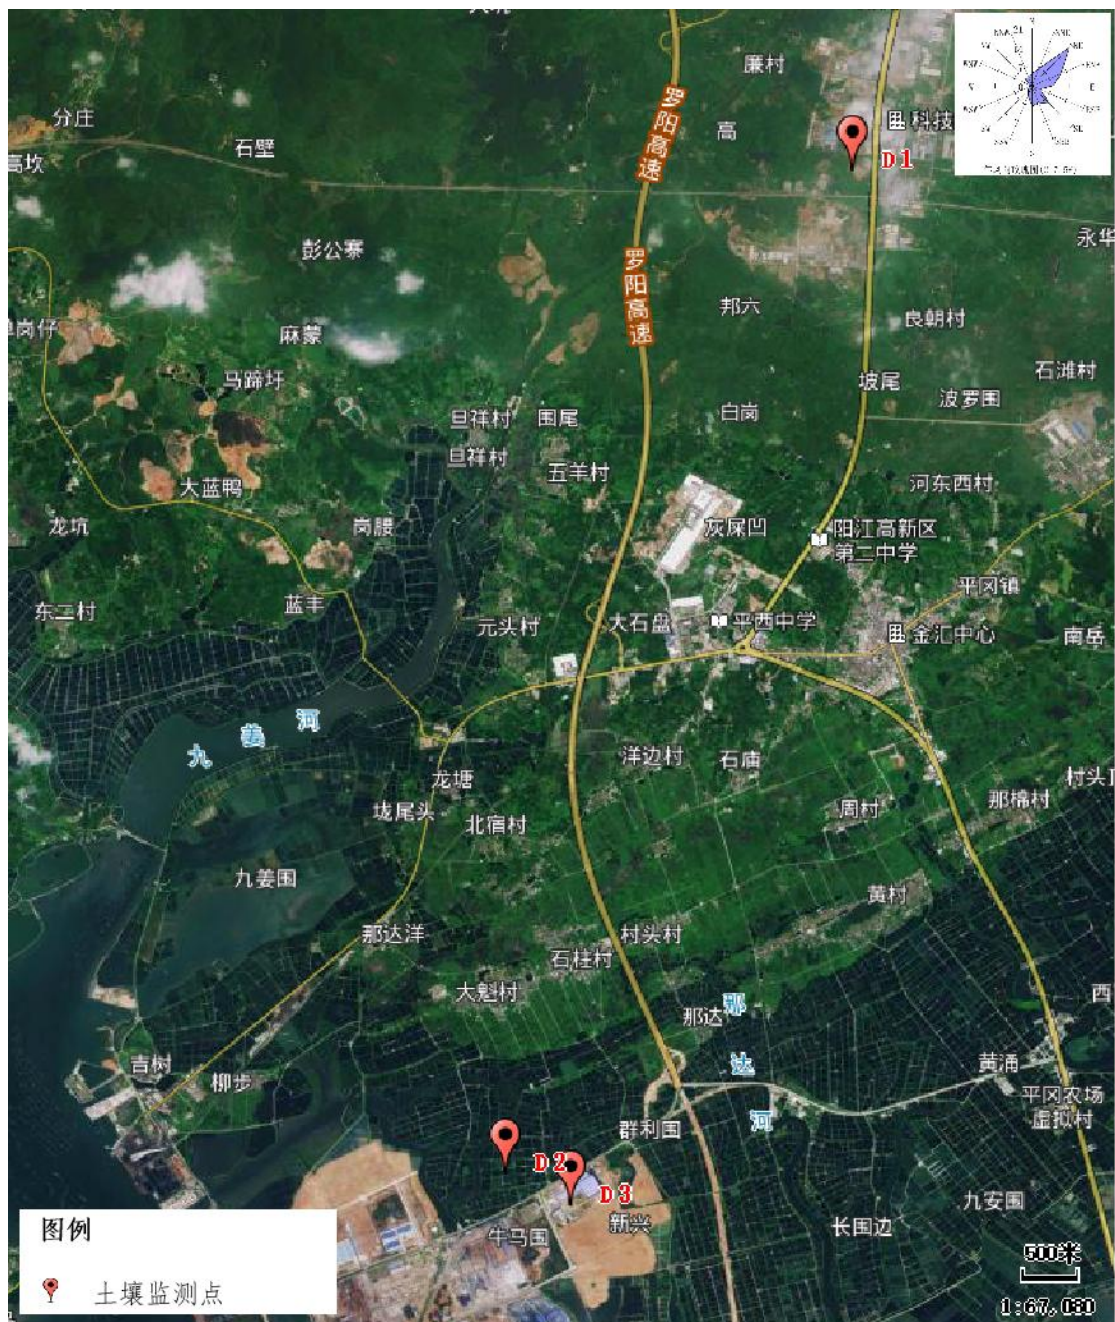 廉村
分庄
高
科技
石壁
高坎
D1
罗阳高速
永华
彭公寨
罗阳高速
邦六
良朝村
岗仔
麻蒙
马蹄圩
坡尾
石滩村
波罗围
白岗
旦祥村
围尾
旦祥村
五羊村
河东西村
大蓝鸭
龙坑
岗腰
灰屎凹
阳江高新区
第二中学
平冈镇
蓝丰
东二村
元头村
大石盘
平西中学
金汇中心
南岳
九姜河
洋边村
石庙
龙塘
村头
那棉村
垅尾头
北宿村
周村
九姜围
黄村
那达洋
村头村
石柱村
大魁村
西
那达
那达河
吉树
柳步
黄涌
平冈农场
虚拟村
群利围
D2
D3
新兴
牛马围
九安围
长围边
图例
土壤监测点
500米
1:67,080
N
E
S